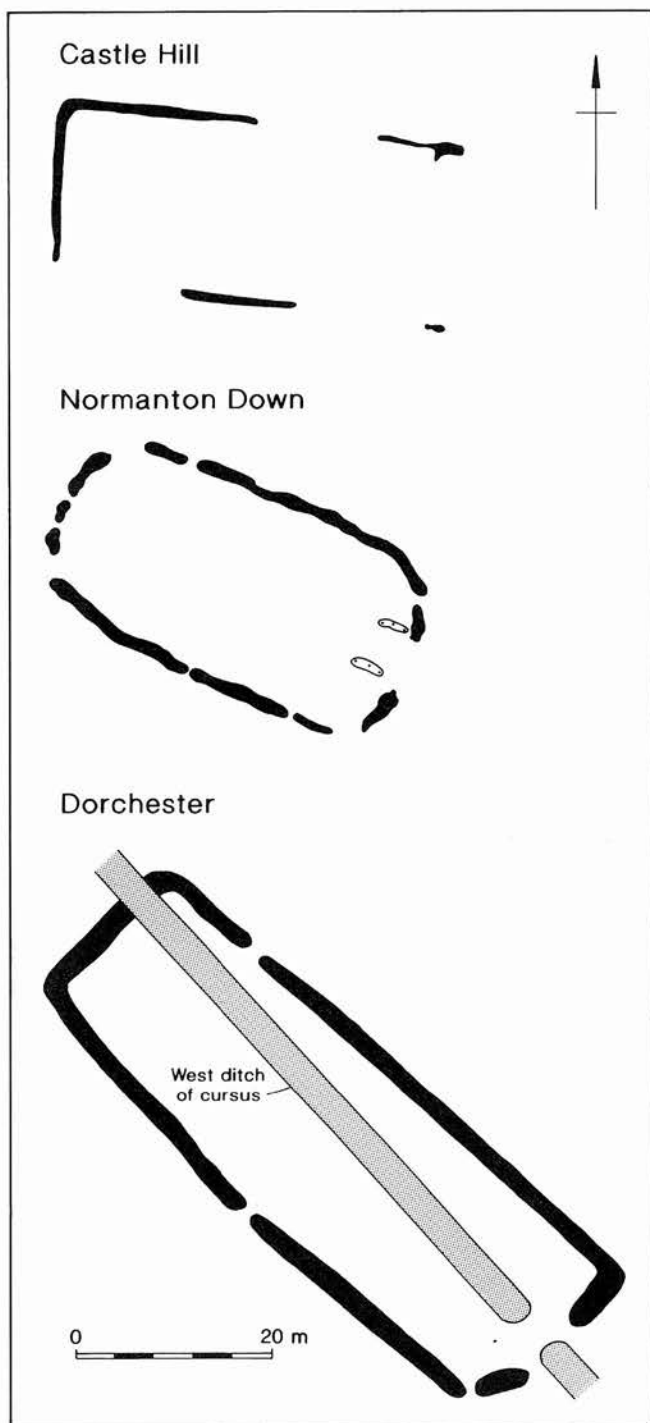 Castle Hill
Normanton Down
Dorchester
West ditch
of cursus
0 20 m